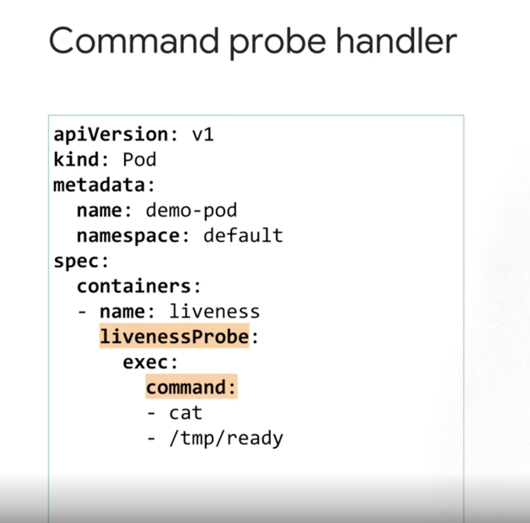 Command probe handler
apiVersion: v1
kind: Pod
metadata:
  name: demo-pod
  namespace: default
spec:
  containers:
  - name: liveness
    livenessProbe:
      exec:
        command:
        - cat
        - /tmp/ready